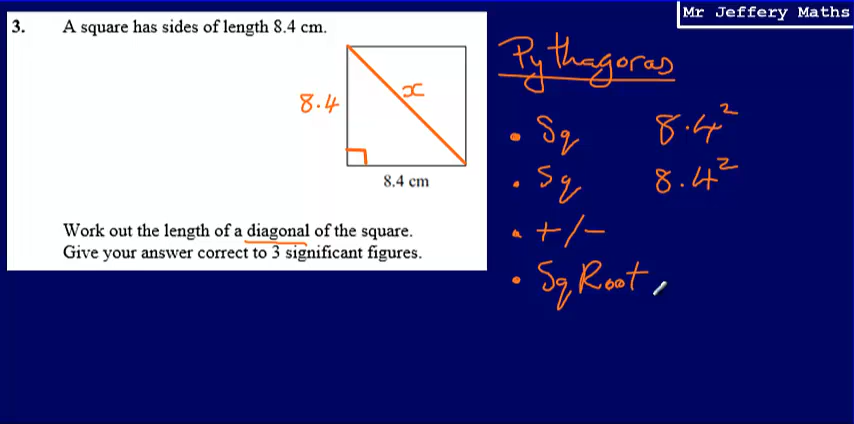 Mr Jeffery Maths
3. A square has sides of length 8.4 cm.
8.4
x
8.4 cm
Work out the length of a diagonal of the square.
Give your answer correct to 3 significant figures.
Pythagoras
• Sq 8.4²
• Sq 8.4²
• +/-
• Sq Root